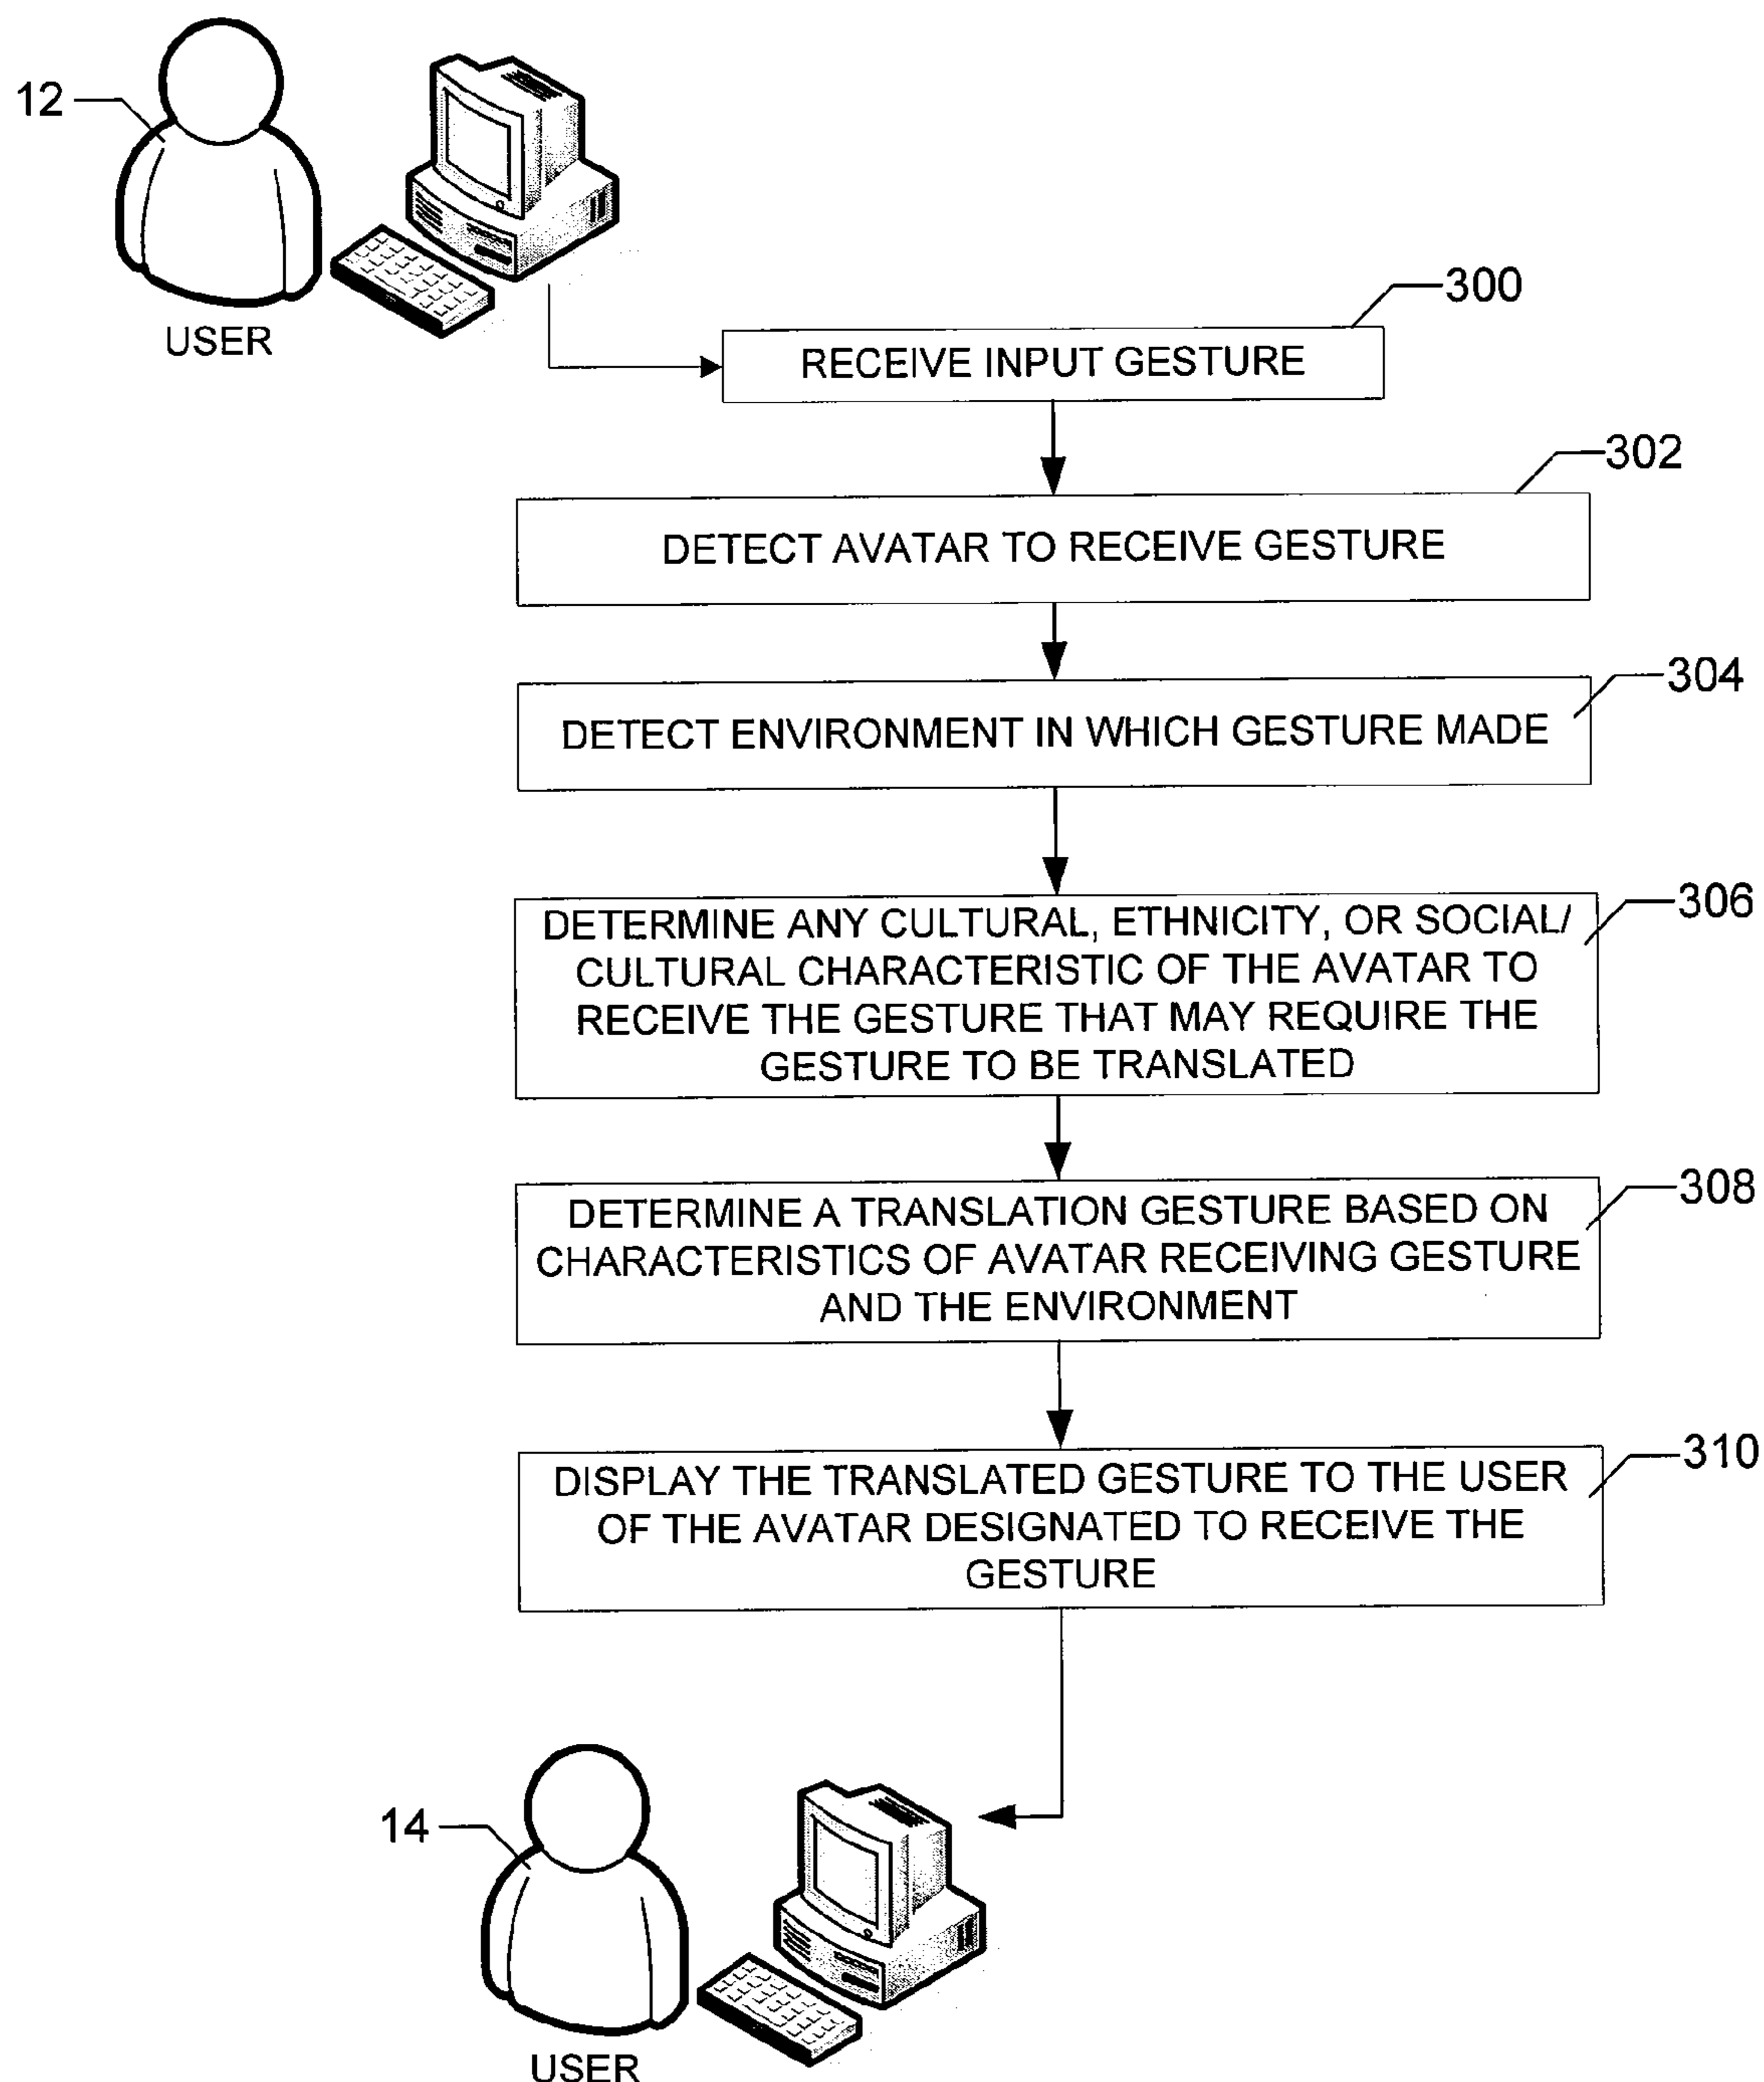 12
USER
300
RECEIVE INPUT GESTURE
302
DETECT AVATAR TO RECEIVE GESTURE
304
DETECT ENVIRONMENT IN WHICH GESTURE MADE
306
DETERMINE ANY CULTURAL, ETHNICITY, OR SOCIAL/
CULTURAL CHARACTERISTIC OF THE AVATAR TO
RECEIVE THE GESTURE THAT MAY REQUIRE THE
GESTURE TO BE TRANSLATED
308
DETERMINE A TRANSLATION GESTURE BASED ON
CHARACTERISTICS OF AVATAR RECEIVING GESTURE
AND THE ENVIRONMENT
310
DISPLAY THE TRANSLATED GESTURE TO THE USER
OF THE AVATAR DESIGNATED TO RECEIVE THE
GESTURE
14
USER